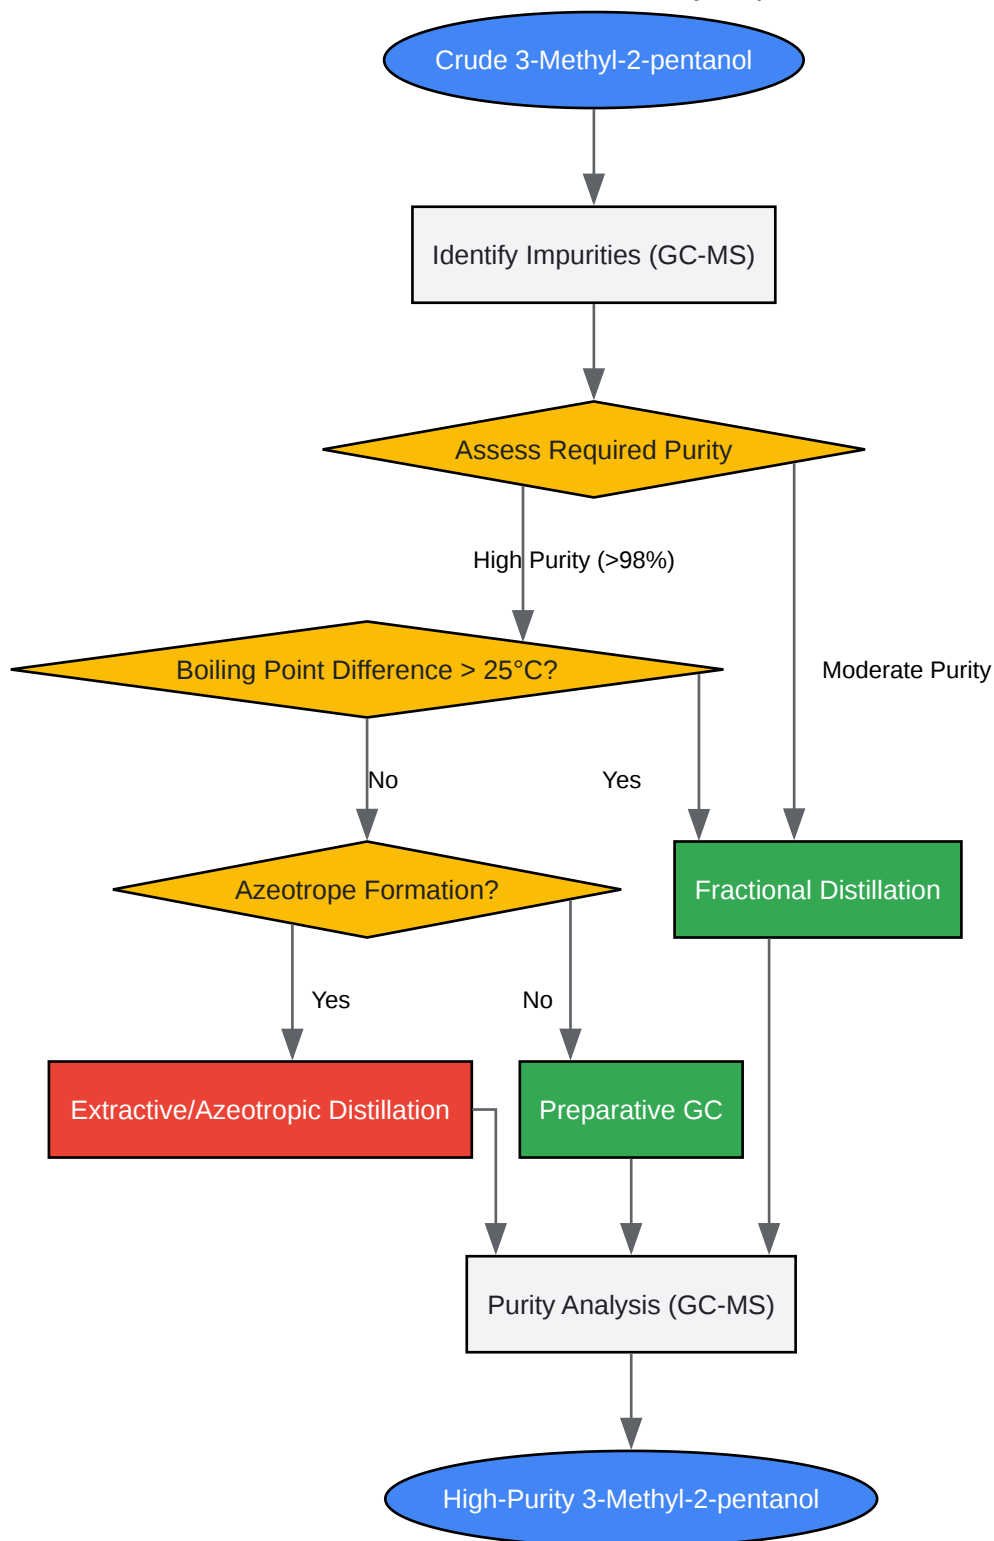 Crude 3-Methyl-2-pentanol
Identify Impurities (GC-MS)
Assess Required Purity
High Purity (>98%)
Boiling Point Difference > 25°C?
Moderate Purity
No
Yes
Azeotrope Formation?
Fractional Distillation
Yes
No
Extractive/Azeotropic Distillation
Preparative GC
Purity Analysis (GC-MS)
High-Purity 3-Methyl-2-pentanol